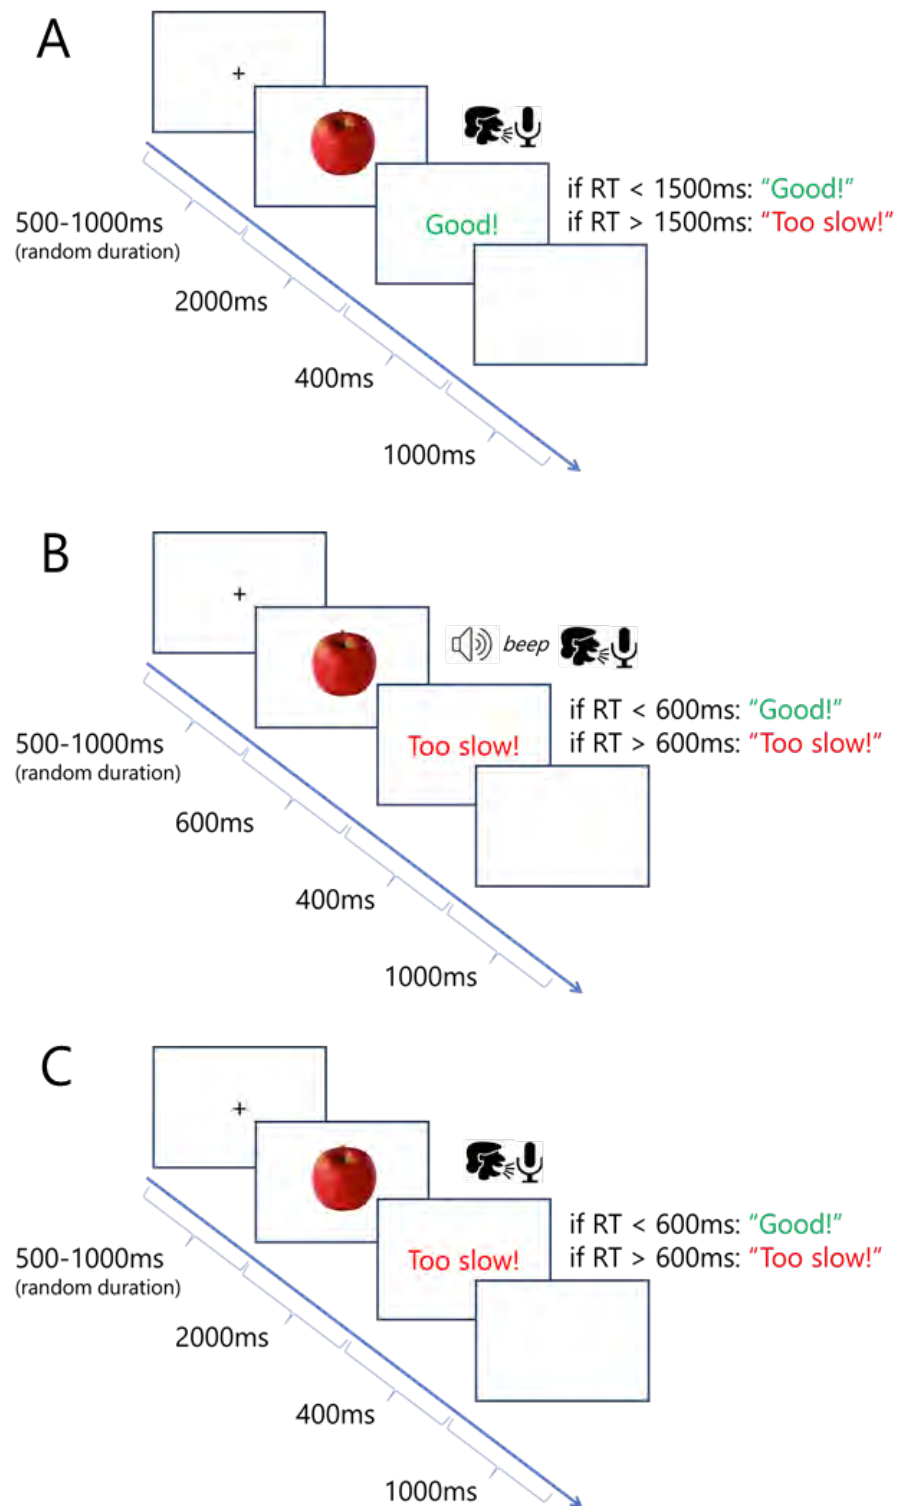 A
+
Good!
if RT < 1500ms: “Good!”
if RT > 1500ms: “Too slow!”
500-1000ms
(random duration)
2000ms
400ms
1000ms
B
+
beep
Too slow!
if RT < 600ms: “Good!”
if RT > 600ms: “Too slow!”
500-1000ms
(random duration)
600ms
400ms
1000ms
C
+
Too slow!
if RT < 600ms: “Good!”
if RT > 600ms: “Too slow!”
500-1000ms
(random duration)
2000ms
400ms
1000ms